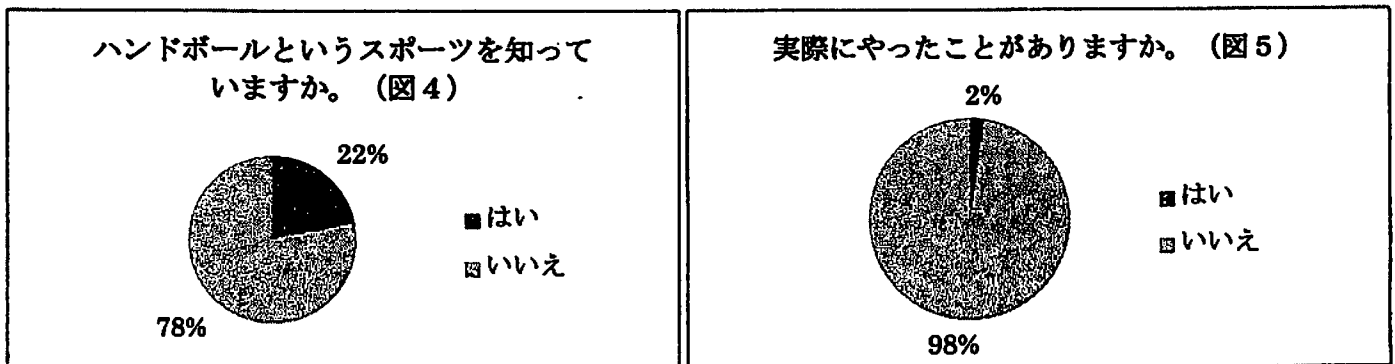 ハンドボールというスポーツを知って
いますか。（図４）
22%
はい
いいえ
78%
実際にやったことがありますか。（図５）
2%
はい
いいえ
98%